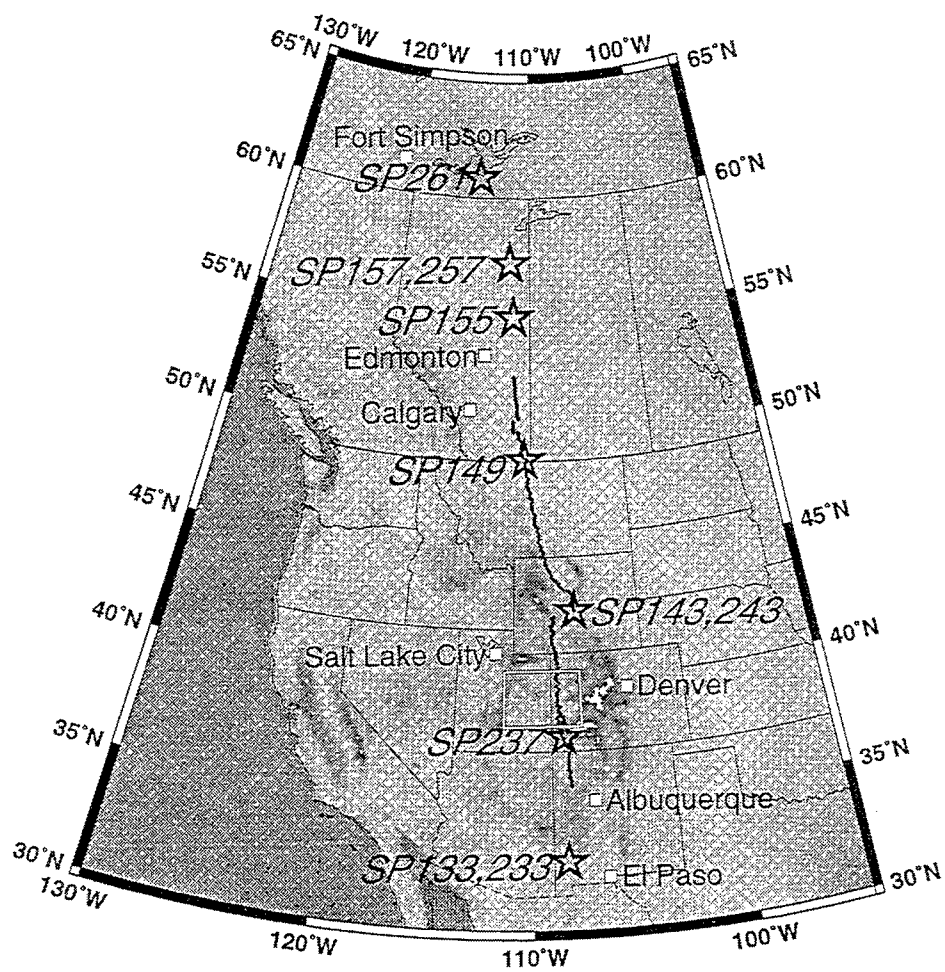 130°W
120°W
110°W
100°W
65°N
65°N
Fort Simpson
60°N
SP261
60°N
55°N
SP157,257
55°N
SP155
Edmonton
50°N
Calgary
50°N
SP149
45°N
45°N
40°N
SP143,243
40°N
Salt Lake City
Denver
35°N
SP237
35°N
Albuquerque
30°N
SP133,233
El Paso
30°N
130°W
120°W
110°W
100°W